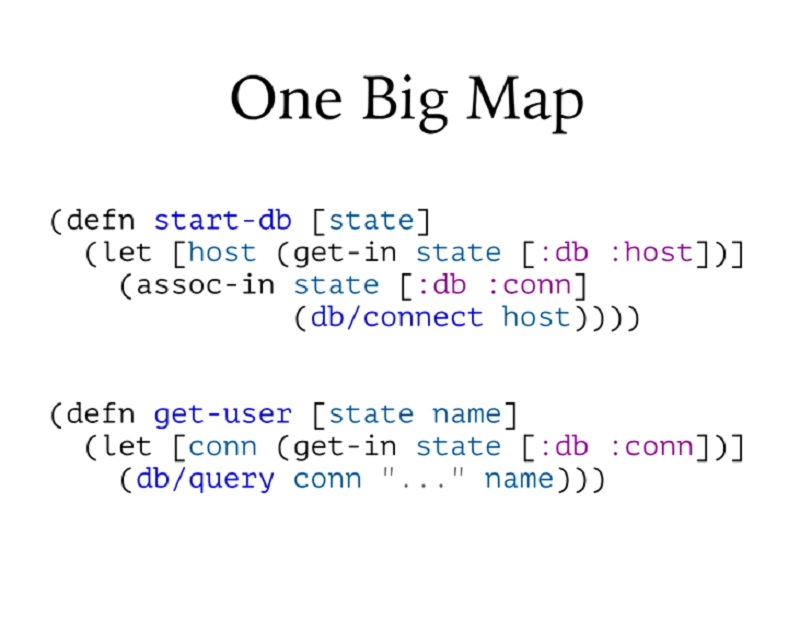 One Big Map
(defn start-db [state]
(let [host (get-in state [:db :host])]
(assoc-in state [:db :conn]
(db/connect host))))
(defn get-user [state name]
(let [conn (get-in state [:db :conn])]
(db/query conn "..." name)))